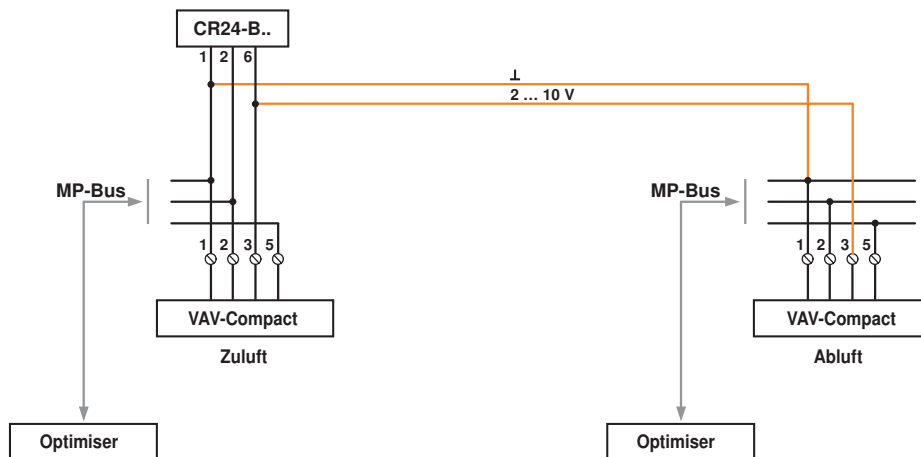 CR24-B..
1 2 6
⊥
2 ... 10 V
MP-Bus
MP-Bus
1 2 3 5
1 2 3 5
VAV-Compact
VAV-Compact
Zuluft
Abluft
Optimiser
Optimiser